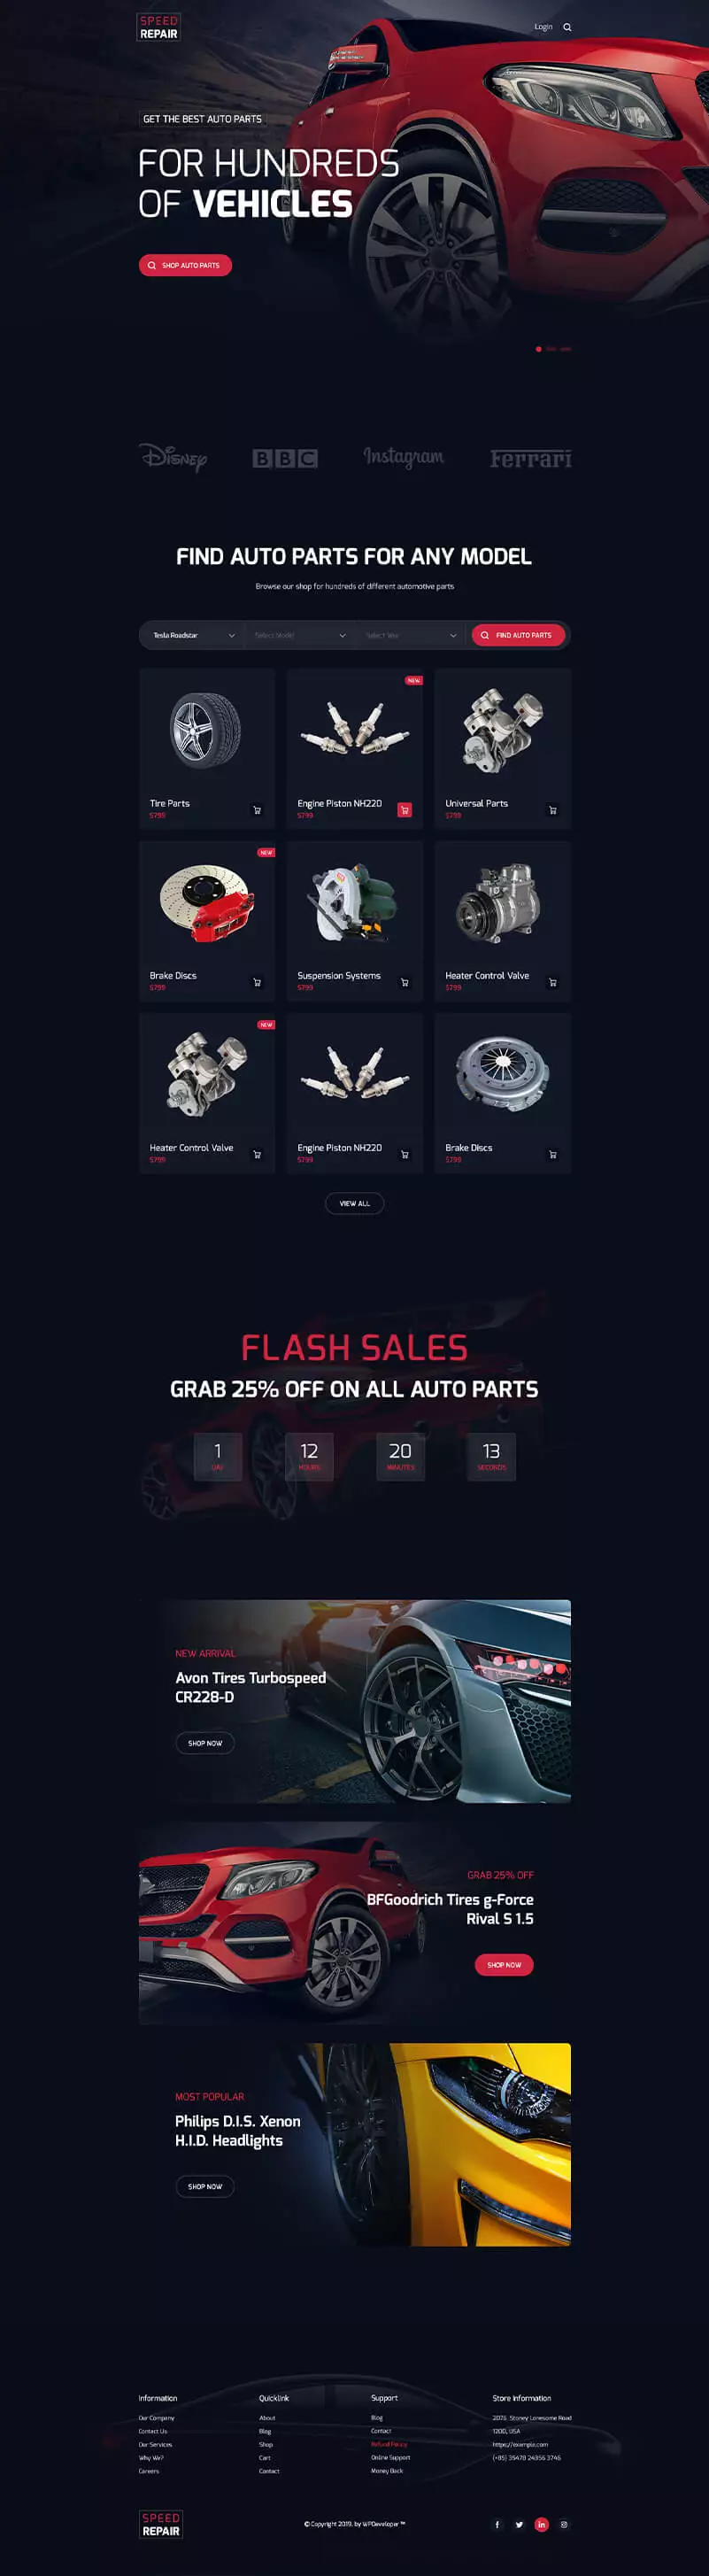 SPEED
REPAIR
Login
GET THE BEST AUTO PARTS
FOR HUNDREDS
OF VEHICLES
SHOP AUTO PARTS
Disney
BBC
Instagram
Ferrari
FIND AUTO PARTS FOR ANY MODEL
Browse our shop for hundreds of different automotive parts
Tesla Roadstar
Select Model
Select Year
FIND AUTO PARTS
NEW
Tire Parts
$799
Engine Piston NH220
$799
Universal Parts
$799
NEW
Brake Discs
$799
Suspension Systems
$799
Heater Control Valve
$799
NEW
Heater Control Valve
$799
Engine Piston NH220
$799
Brake Discs
$799
VIEW ALL
FLASH SALES
GRAB 25% OFF ON ALL AUTO PARTS
1
DAY
12
HOURS
20
MINUTES
13
SECONDS
NEW ARRIVAL
Avon Tires Turbospeed
CR228-D
SHOP NOW
GRAB 25% OFF
BFGoodrich Tires g-Force
Rival S 1.5
SHOP NOW
MOST POPULAR
Philips D.I.S. Xenon
H.I.D. Headlights
SHOP NOW
Information
Our Company
Contact Us
Our Services
Why We?
Careers
Quicklink
About
Blog
Shop
Cart
Contact
Support
Blog
Contact
Refund Policy
Online Support
Money Back
Store Information
2076, Stoney Lonesome Road
1200, USA
https://example.com
(+85) 35478 24356 3746
SPEED
REPAIR
© Copyright 2019, by WPDeveloper ™